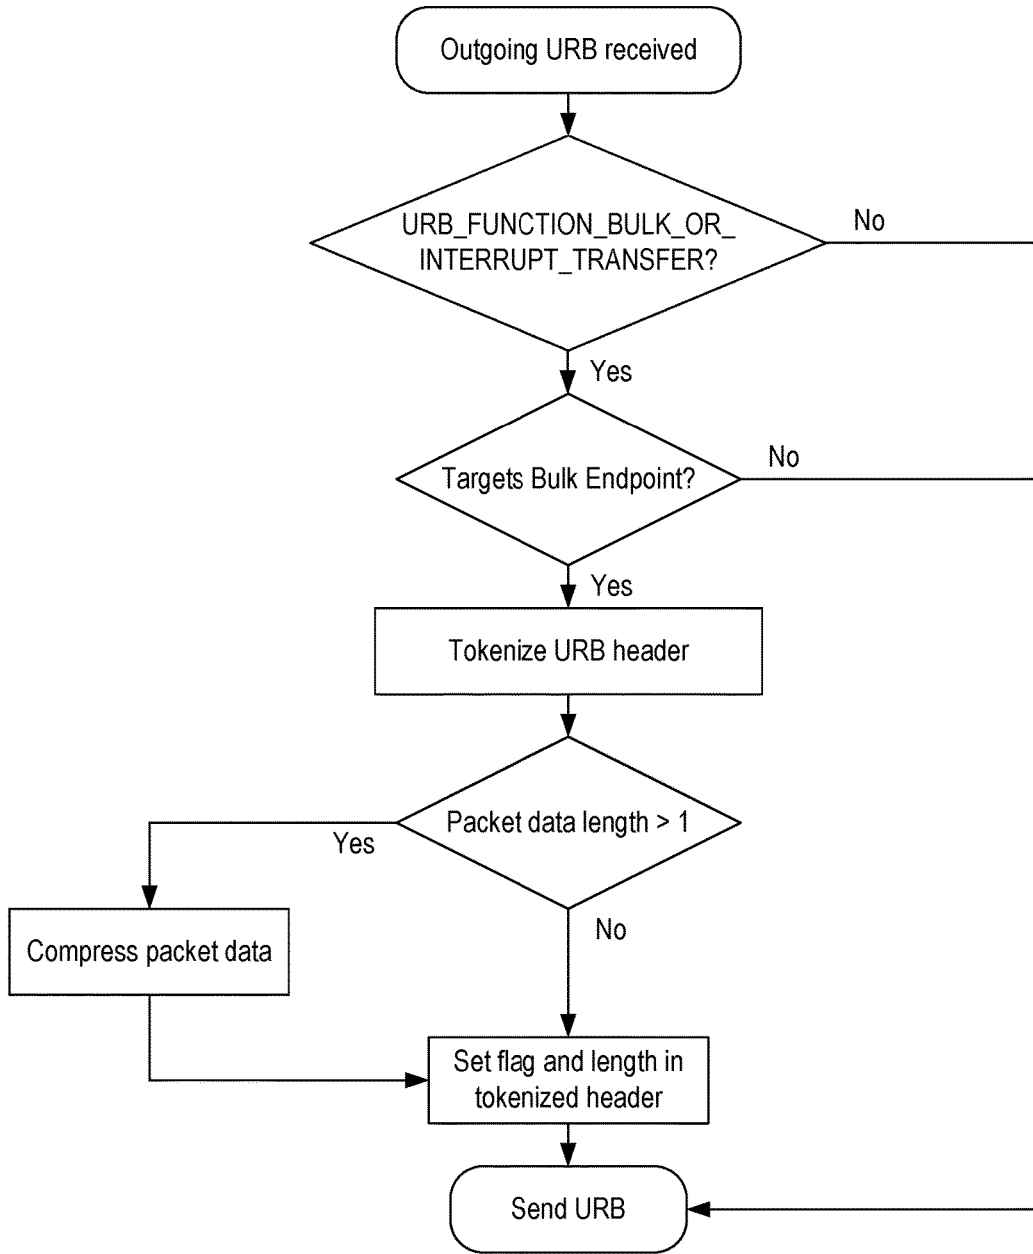 Outgoing URB received
URB_FUNCTION_BULK_OR_
INTERRUPT_TRANSFER?
No
Yes
Targets Bulk Endpoint?
No
Yes
Tokenize URB header
Packet data length > 1
Yes
No
Compress packet data
Set flag and length in
tokenized header
Send URB